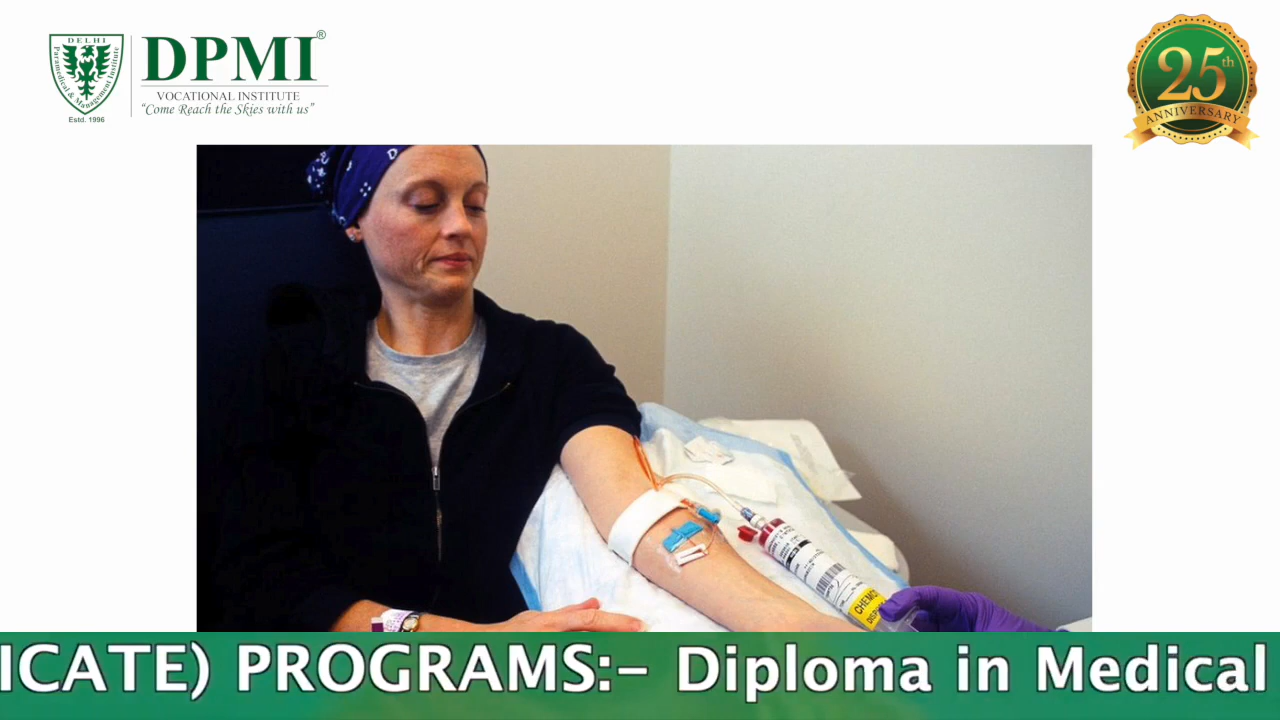 DELHI
Paramedical & Management Institute
Estd. 1996
DPMI®
VOCATIONAL INSTITUTE
“Come Reach the Skies with us”
25th
ANNIVERSARY
CHEMO
ICATE) PROGRAMS:- Diploma in Medical